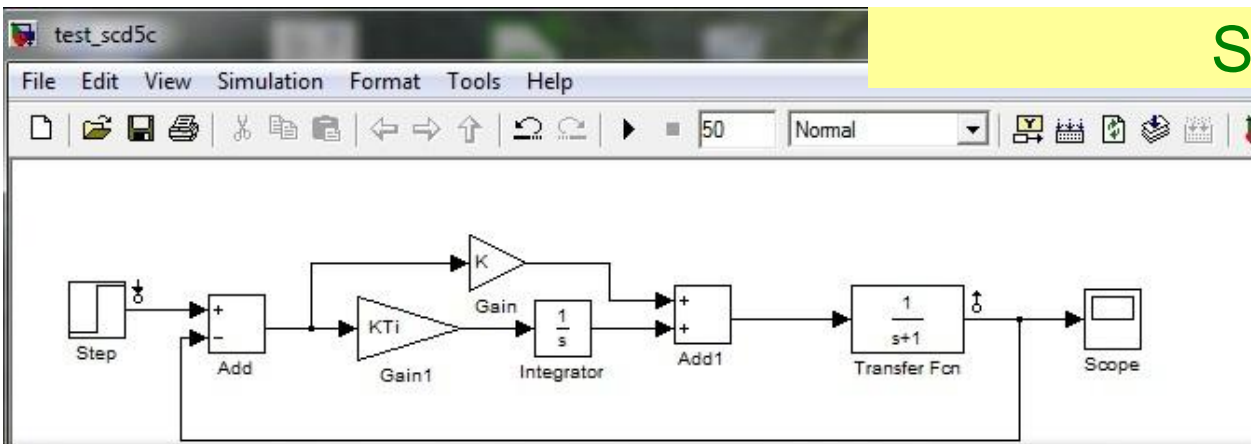 test_scd5c
S
File Edit View Simulation Format Tools Help
50 Normal
K
Gain
+
-
KTi
1
s
+
+
1
s+1
Step
Add
Gain1
Integrator
Add1
Transfer Fcn
Scope